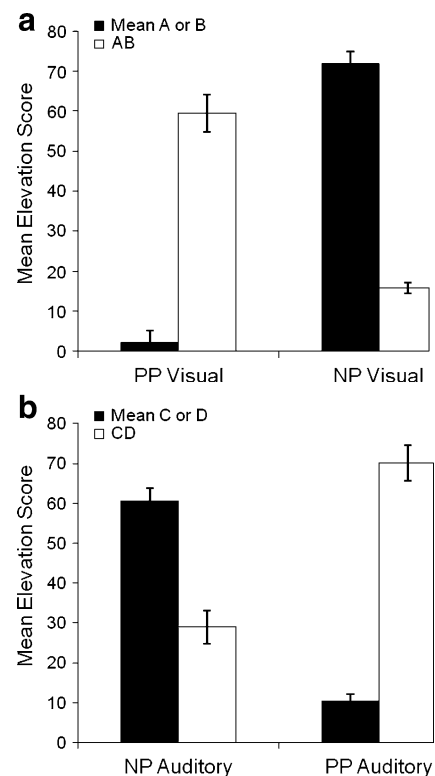 a
Mean A or B
AB
Mean Elevation Score
80
70
60
50
40
30
20
10
0
PP Visual
NP Visual
b
Mean C or D
CD
Mean Elevation Score
80
70
60
50
40
30
20
10
0
NP Auditory
PP Auditory